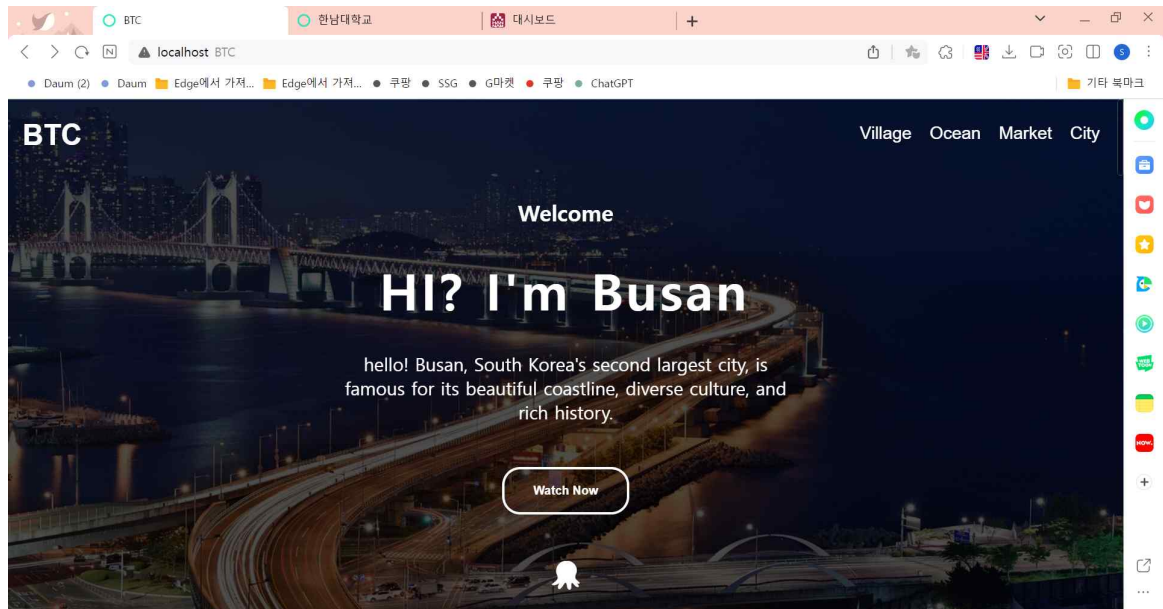 BTC
한남대학교
대시보드
localhost BTC
Daum (2)
Daum
Edge에서 가져...
Edge에서 가져...
쿠팡
SSG
G마켓
쿠팡
ChatGPT
기타 북마크
BTC
Village Ocean Market City
Welcome
HI? I'm Busan
hello! Busan, South Korea's second largest city, is
famous for its beautiful coastline, diverse culture, and
rich history.
Watch Now
N
S
WEB
TOON
NOW.